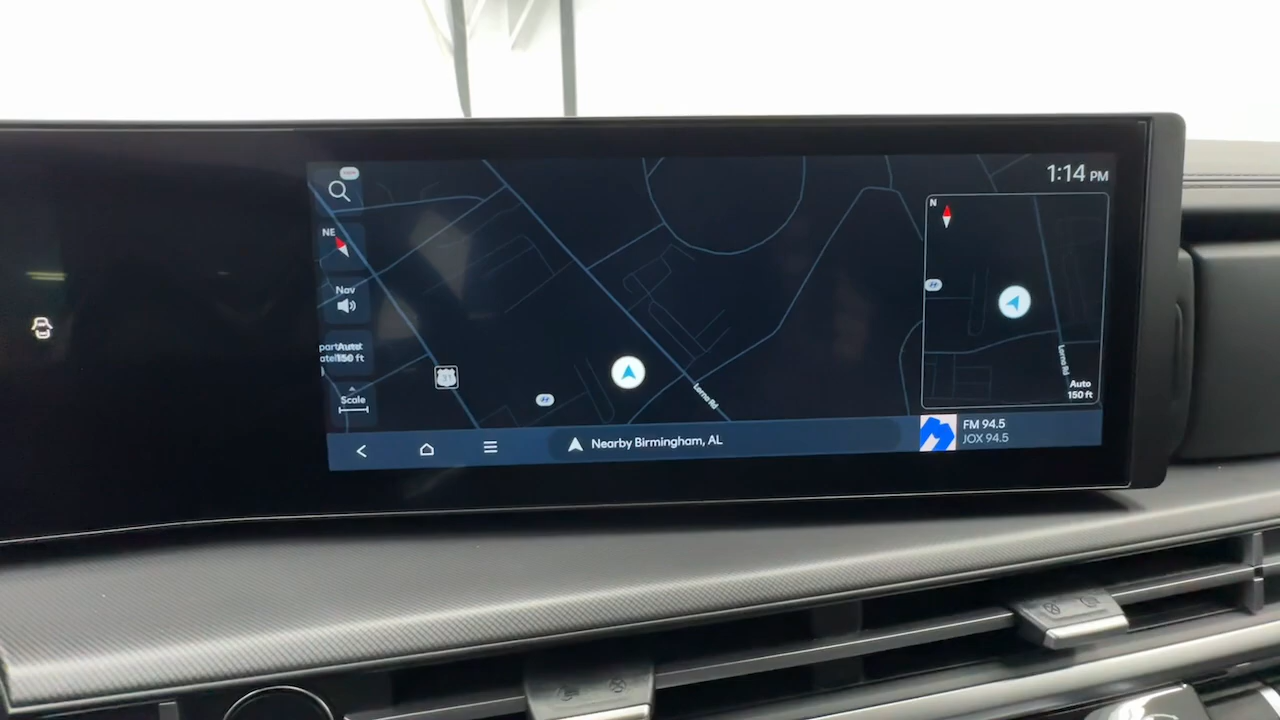 1:14 PM
N
NE
Nav
Auto
150 ft
Scale
31
Lorna Rd
Lorna Rd
Auto
150 ft
Nearby Birmingham, AL
FM 94.5
JOX 94.5